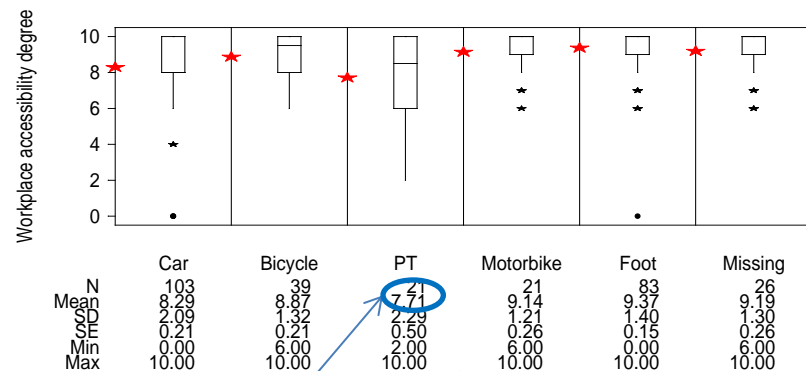 Workplace accessibility degree
10
8
6
4
2
0
Car Bicycle PT Motorbike Foot Missing
N 103 39 21 21 83 26
Mean 8.29 8.87 7.71 9.14 9.37 9.19
SD 2.09 1.32 2.29 1.21 1.40 1.30
SE 0.21 0.21 0.50 0.26 0.15 0.26
Min 0.00 6.00 2.00 6.00 0.00 6.00
Max 10.00 10.00 10.00 10.00 10.00 10.00